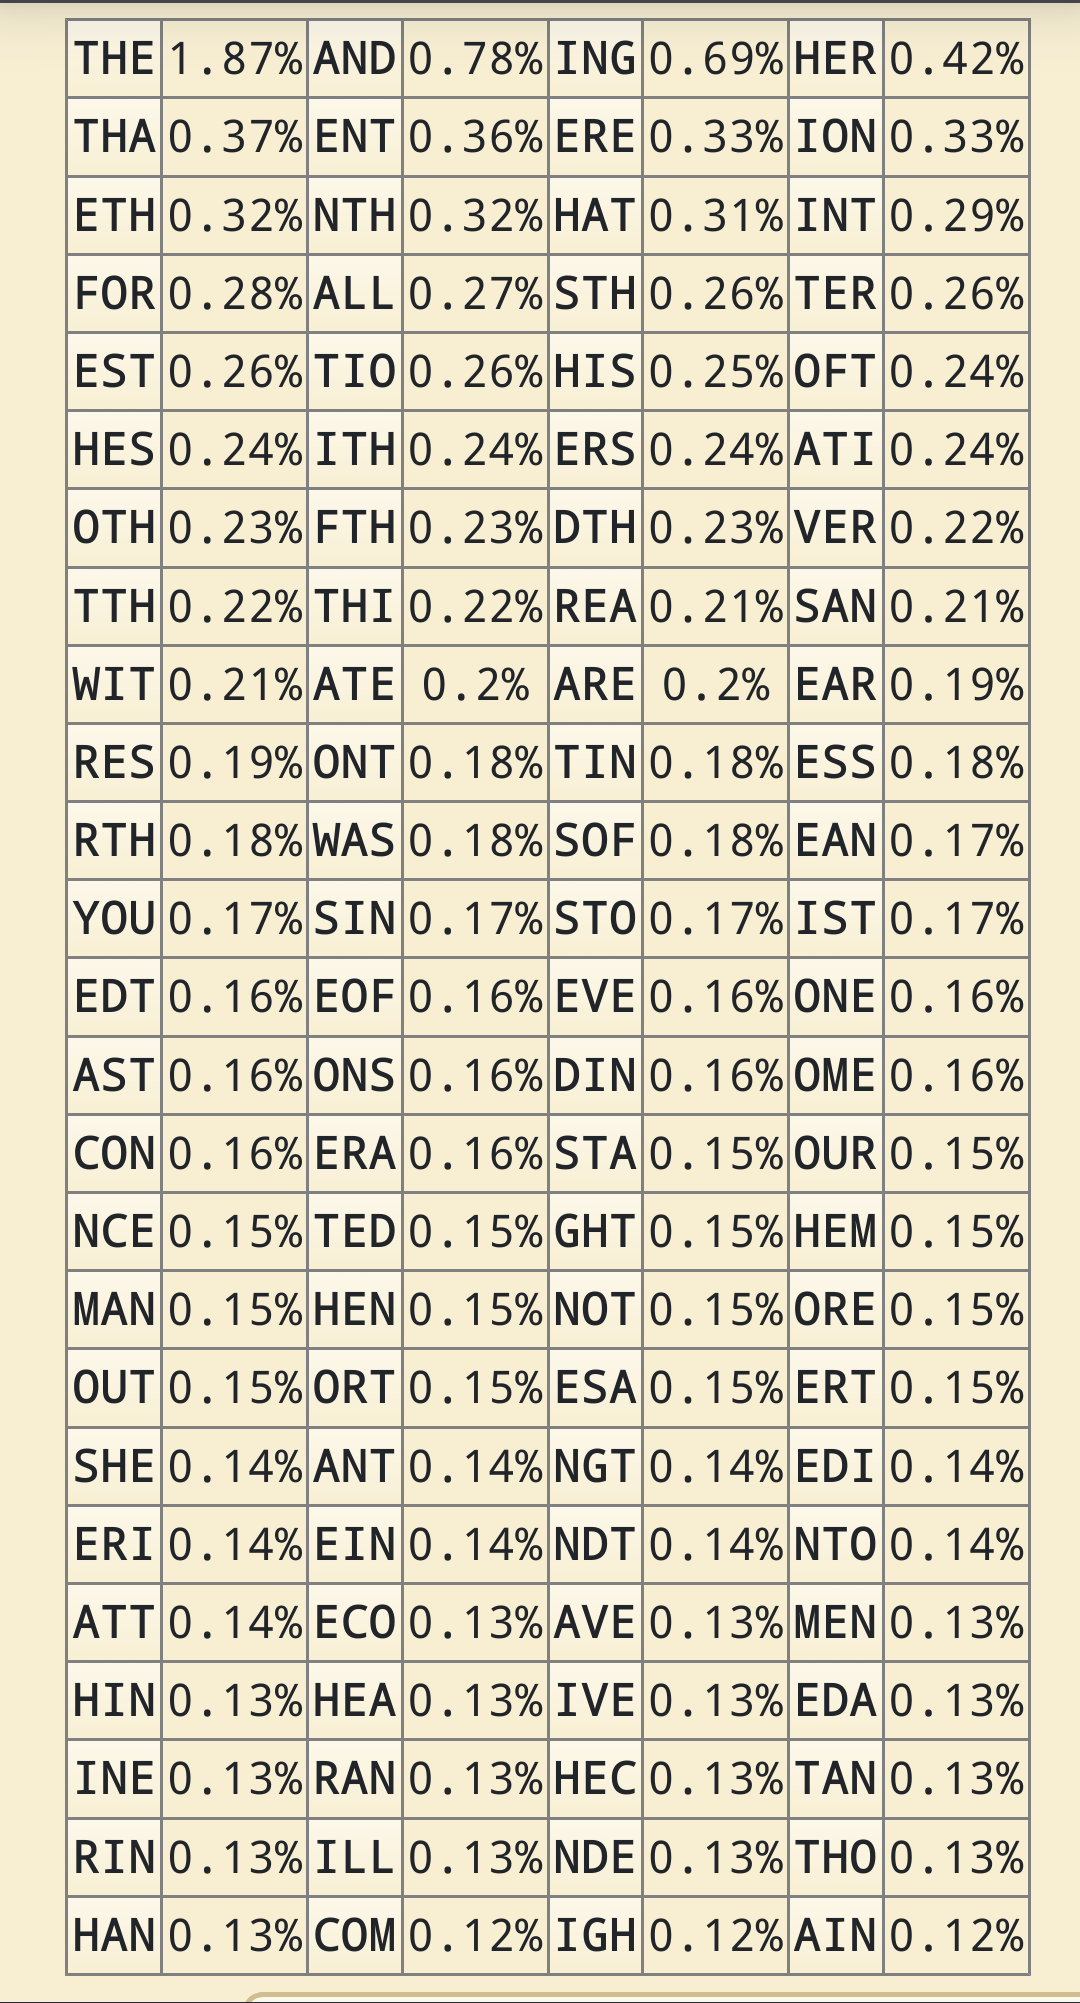 THE 1.87% AND 0.78% ING 0.69% HER 0.42%
THA 0.37% ENT 0.36% ERE 0.33% ION 0.33%
ETH 0.32% NTH 0.32% HAT 0.31% INT 0.29%
FOR 0.28% ALL 0.27% STH 0.26% TER 0.26%
EST 0.26% TIO 0.26% HIS 0.25% OFT 0.24%
HES 0.24% ITH 0.24% ERS 0.24% ATI 0.24%
OTH 0.23% FTH 0.23% DTH 0.23% VER 0.22%
TTH 0.22% THI 0.22% REA 0.21% SAN 0.21%
WIT 0.21% ATE 0.2% ARE 0.2% EAR 0.19%
RES 0.19% ONT 0.18% TIN 0.18% ESS 0.18%
RTH 0.18% WAS 0.18% SOF 0.18% EAN 0.17%
YOU 0.17% SIN 0.17% STO 0.17% IST 0.17%
EDT 0.16% EOF 0.16% EVE 0.16% ONE 0.16%
AST 0.16% ONS 0.16% DIN 0.16% OME 0.16%
CON 0.16% ERA 0.16% STA 0.15% OUR 0.15%
NCE 0.15% TED 0.15% GHT 0.15% HEM 0.15%
MAN 0.15% HEN 0.15% NOT 0.15% ORE 0.15%
OUT 0.15% ORT 0.15% ESA 0.15% ERT 0.15%
SHE 0.14% ANT 0.14% NGT 0.14% EDI 0.14%
ERI 0.14% EIN 0.14% NDT 0.14% NTO 0.14%
ATT 0.14% ECO 0.13% AVE 0.13% MEN 0.13%
HIN 0.13% HEA 0.13% IVE 0.13% EDA 0.13%
INE 0.13% RAN 0.13% HEC 0.13% TAN 0.13%
RIN 0.13% ILL 0.13% NDE 0.13% THO 0.13%
HAN 0.13% COM 0.12% IGH 0.12% AIN 0.12%